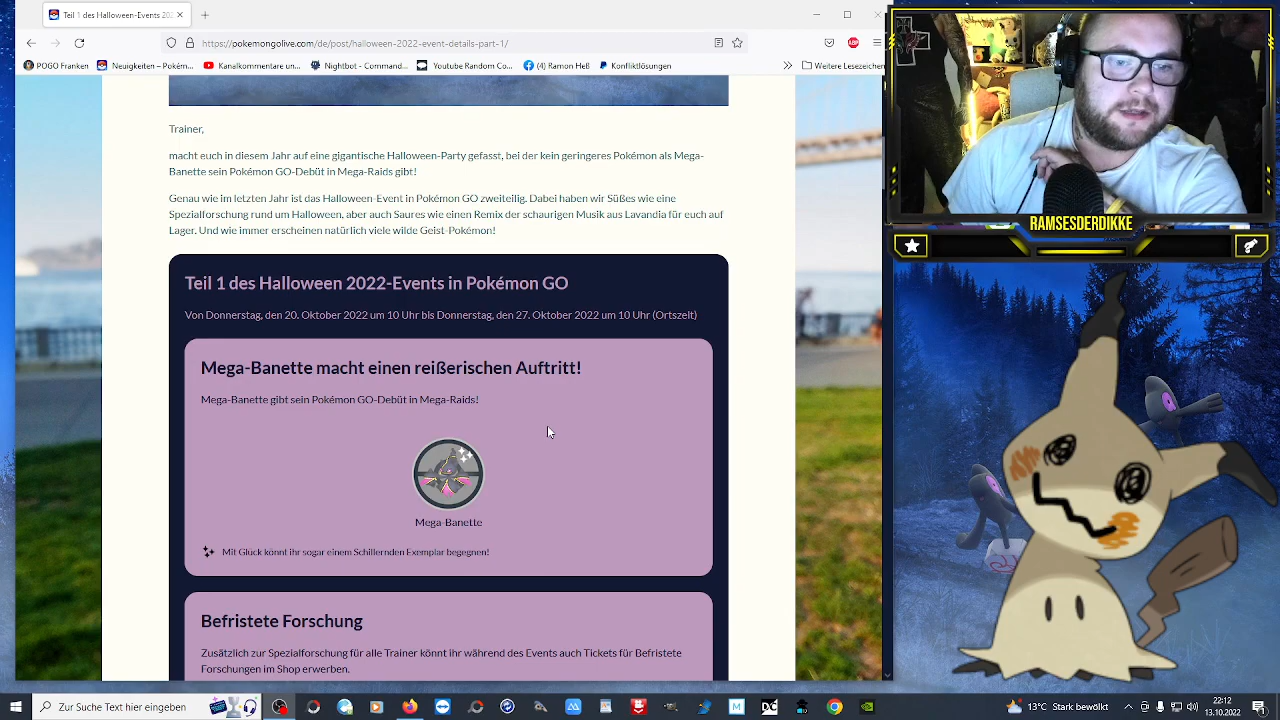 Teil 1 des Halloween-Events 202
https://pokemongolive.com/de/post/halloween-2022-event-details-part-1/
POGO Franken
Neuigkeiten – Pokém...
Kanalkommentare ...
Nightbot - Command...
Youtube Random Co...
(4) Damon Hell
Konfliktlösungen
Weitere Lesezeichen
Trainer,
macht euch in diesem Jahr auf eine gigantische Halloween-Party gefasst, bei der kein geringeres Pokémon als Mega-
Banette sein Pokémon GO-Debüt in Mega-Raids gibt!
Genau wie im letzten Jahr ist das Halloween-Event in Pokémon GO zweiteilig. Dabei haben wir Süßes wie eine
Spezialforschung rund um Halloween, aber auch Saures wie einen Remix der schaurigen Musik aus Lavandia für euch auf
Lager. Und wie immer erscheinen in der Wildnis wilde Geist-Pokémon.
Teil 1 des Halloween 2022-Events in Pokémon GO
Von Donnerstag, den 20. Oktober 2022 um 10 Uhr bis Donnerstag, den 27. Oktober 2022 um 10 Uhr (Ortszeit)
Mega-Banette macht einen reißerischen Auftritt!
Mega-Banette gibt sein Pokémon GO-Debüt in Mega-Raids!
Mega-Banette
Mit Glück könnt ihr sogar einem Schillernden Exemplar begegnen!
Befristete Forschung
Zusätzlich zur Spezialforschung für alle Trainer könnt ihr während des Events auch Tickets für Befristete
Forschungen im Shop erwerben.
RAMSESDERDIKKE
Zur Suche Text hier eingeben
13°C Stark bewölkt
22:12
13.10.2022